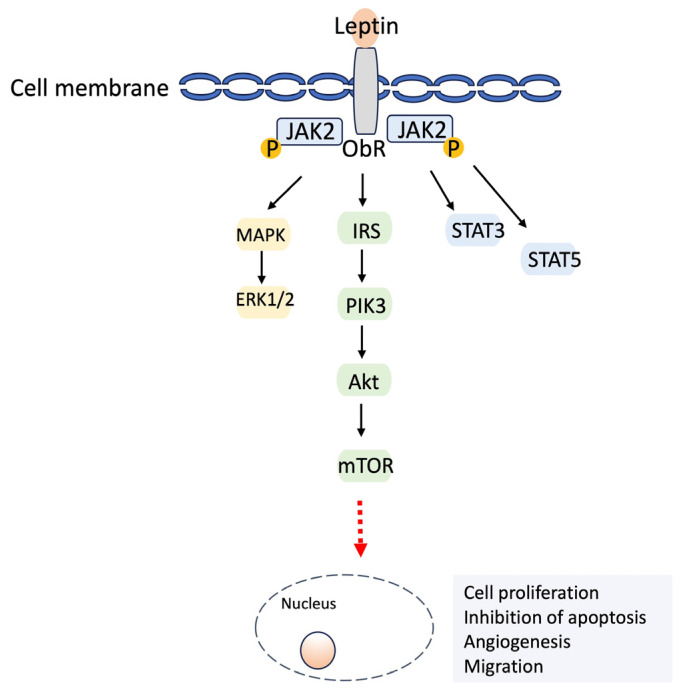 Leptin
Cell membrane
JAK2
JAK2
P
ObR
P
MAPK
IRS
STAT3
STAT5
ERK1/2
PIK3
Akt
mTOR
Nucleus
Cell proliferation
Inhibition of apoptosis
Angiogenesis
Migration